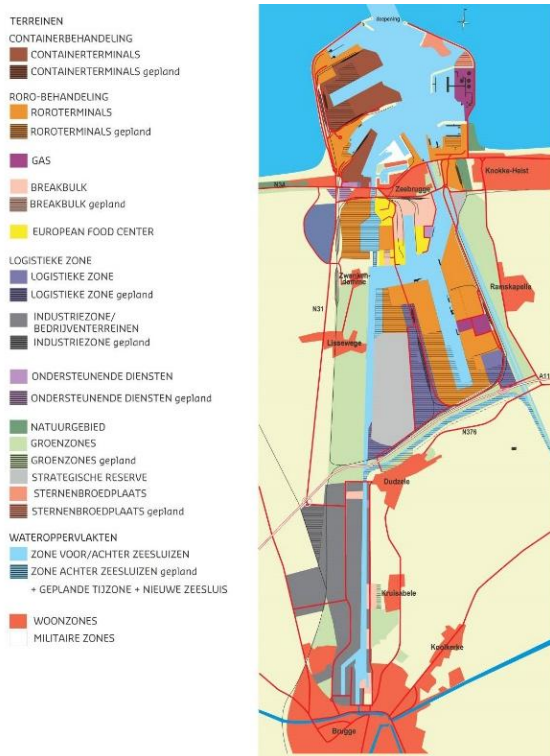 TERREINEN
CONTAINERBEHANDELING
CONTAINERTERMINALS
CONTAINERTERMINALS gepland
RORO-BEHANDELING
ROROTERMINALS
ROROTERMINALS gepland
GAS
BREAKBULK
BREAKBULK gepland
EUROPEAN FOOD CENTER
LOGISTIEKE ZONE
LOGISTIEKE ZONE
LOGISTIEKE ZONE gepland
INDUSTRIEZONE/
BEDRIJVENTERREINEN
INDUSTRIEZONE gepland
ONDERSTEUNENDE DIENSTEN
ONDERSTEUNENDE DIENSTEN gepland
NATUURGEBIED
GROENZONES
GROENZONES gepland
STRATEGISCHE RESERVE
STERNENBROEDPLAATS
STERNENBROEDPLAATS gepland
WATEROPPERVLAKTEN
ZONE VOOR/ACHTER ZEESLUIZEN
ZONE ACHTER ZEESLUIZEN gepland
+ GEPLANDE TIJZONE + NIEUWE ZEESLUIS
WOONZONES
MILITAIRE ZONES
N34
Zeebrugge
Knokke-Heist
Ramskapelle
N31
Lissewege
A11
N376
Dudzele
Kruisabele
Koolkerke
Brugge